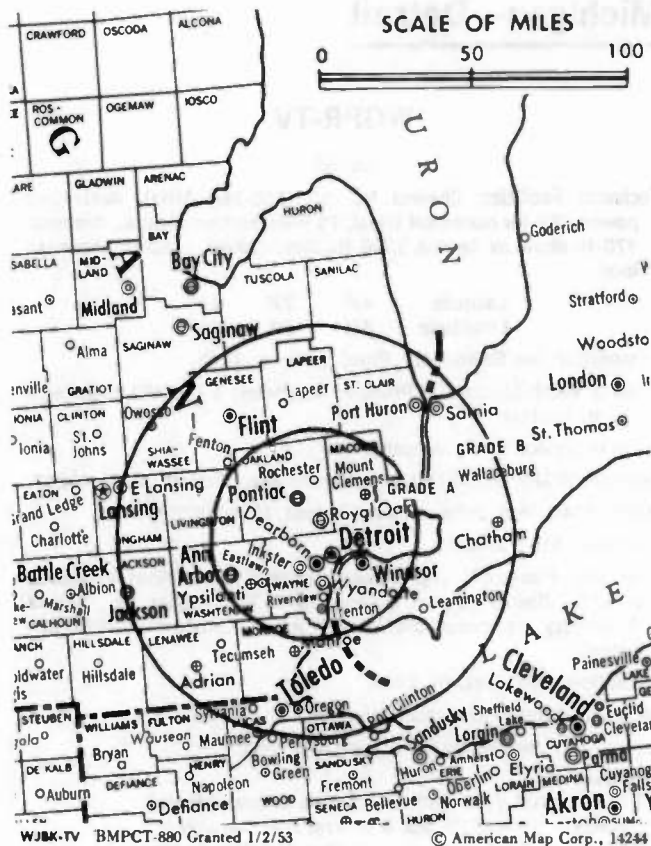 SCALE OF MILES
0 50 100
CRAWFORD OSCODA ALCONA
ROS-
COMMON OGEMAW IOSCO
G
GLADWIN ARENAC
URON
Goderich
HURON
BAY
MID-
LAND Bay City
A
Midland
TUSCOLA SANILAC
Stratford
Saginaw
Alma SAGINAW
Woodsto
London
GRATIOT GENESEE LAPEER ST. CLAIR
Lapeer
N
CLINTON Owosso Flint
Port Huron Sarnia
St. Thomas
St.
Johns SHIA-
WASSEE Fenton OAKLAND MACOMB GRADE B
Rochester Mount
Clemens GRADE A Wallaceburg
EATON E Lansing
Grand Ledge Lansing
Pontiac
Royal Oak
Charlotte INGHAM LIVINGSTON Dearborn Detroit Chatham
Battle Creek JACKSON Ann
Arbor Eastlawn Inkster Windsor
Albion
Marshall
CALHOUN Jackson Ypsilanti WAYNE Wyandotte
Riverview
WASHTENAW Trenton Leamington
HILLSDALE LENAWEE MONROE Monroe
Tecumseh
Hillsdale
Adrian
LAKE
Toledo
Cleveland Painesville
LAKE
Lakewood
Euclid
STEUBEN WILLIAMS FULTON Sylvania LUCAS Oregon Port Clinton
OTTAWA Sandusky Lorain Sheffield
Lake
Wauseon Maumee Perrysburg
Bryan
CUYAHOGA
HENRY Bowling
Green SANDUSKY Huron ERIE Amherst Elyria Parma
DE KALB Napoleon
Auburn DEFIANCE Defiance WOOD Fremont Oberlin LORAIN MEDINA
SENECA Bellevue Norwalk
HURON
Akron
WJBK-TV BMPCT-880 Granted 1/2/53 © American Map Corp., 14244